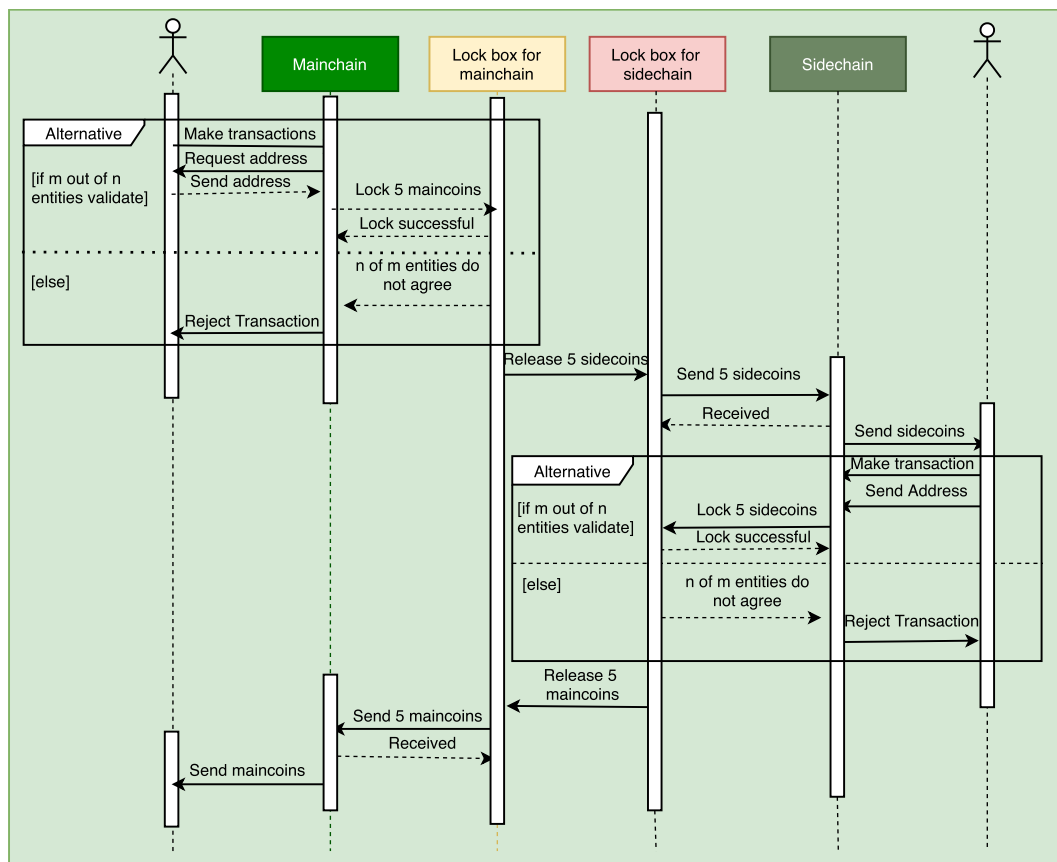 Mainchain
Lock box for
mainchain
Lock box for
sidechain
Sidechain
Alternative
Make transactions
Request address
[if m out of n
entities validate]
Send address
Lock 5 maincoins
Lock successful
n of m entities do
not agree
[else]
Reject Transaction
Release 5 sidecoins
Send 5 sidecoins
Received
Send sidecoins
Alternative
Make transaction
Send Address
[if m out of n
entities validate]
Lock 5 sidecoins
Lock successful
[else]
n of m entities do
not agree
Reject Transaction
Release 5
maincoins
Send 5 maincoins
Received
Send maincoins